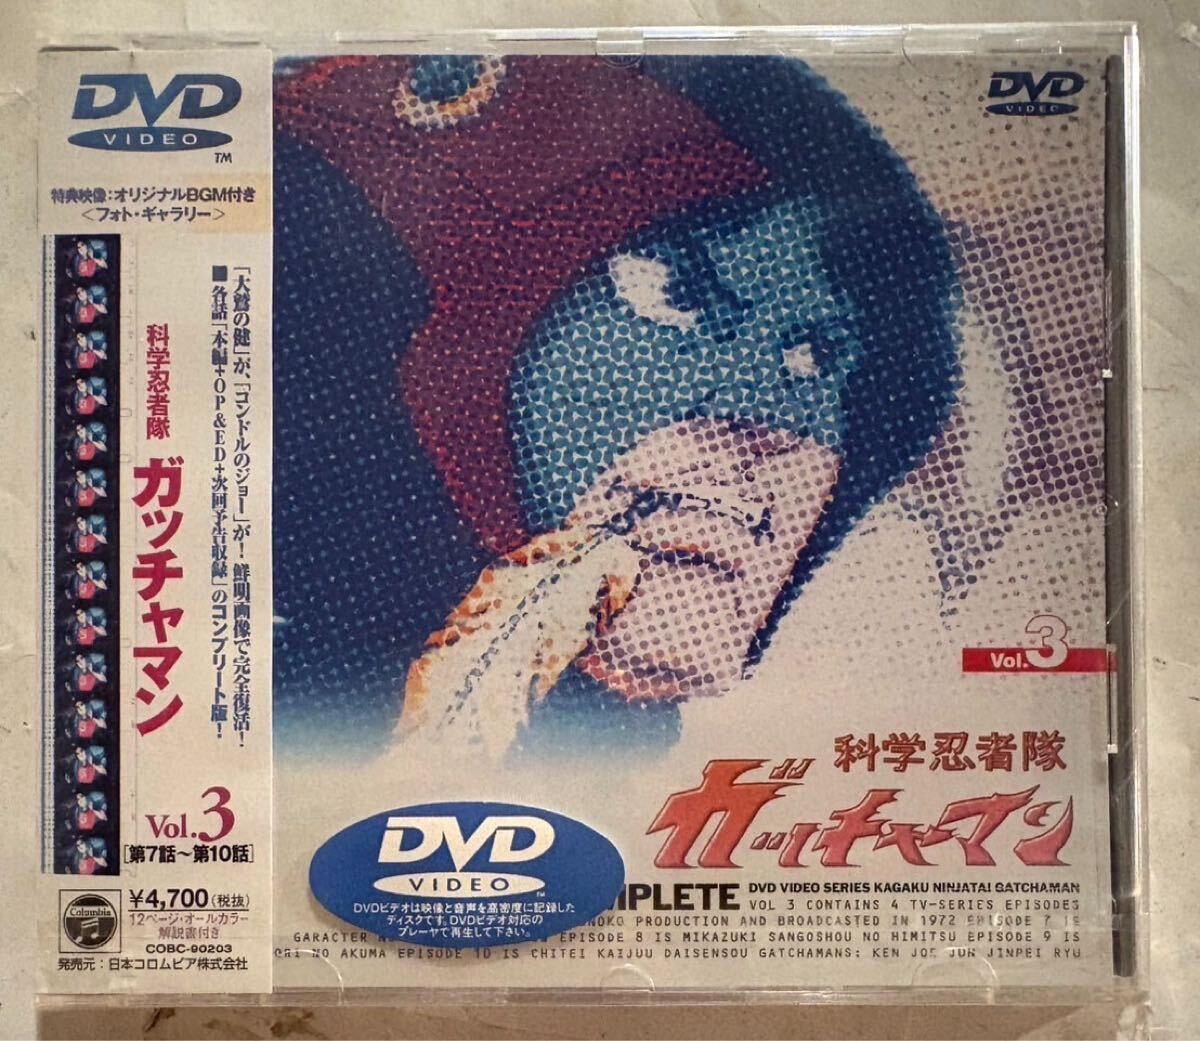 DVD
VIDEO
TM
特典映像：オリジナルBGM付き
＜フォト・ギャラリー＞
「大鷲の健」が、「コンドルのジョー」が！鮮明画像で完全復活！
■各話「本編+OP&ED+次回予告収録」のコンプリート版！
科学忍者隊
ガッチャマン
Vol.3
[第7話～第10話]
Columbia
¥4,700(税抜)
12ページ・オールカラー
解説書付き
COBC-90203
発売元：日本コロムビア株式会社
DVD
VIDEO
Vol.3
科学忍者隊
ガッチャマン
DVD
VIDEO
TM
DVDビデオは映像と音声を高密度に記録した
ディスクです。DVDビデオ対応の
プレーヤで再生して下さい。
MPLETE
DVD VIDEO SERIES KAGAKU NINJATAI GATCHAMAN
VOL 3 CONTAINS 4 TV-SERIES EPISODES
NOKO PRODUCTION AND BROADCASTED IN 1972 EPISODE 7 IS
GARACTER EPISODE 8 IS MIKAZUKI SANGOSHOU NO HIMITSU EPISODE 9 IS
ORI NO AKUMA EPISODE 10 IS CHITEI KAIJUU DAISENSOU GATCHAMANS: KEN JOE JUN JINPEI RYU